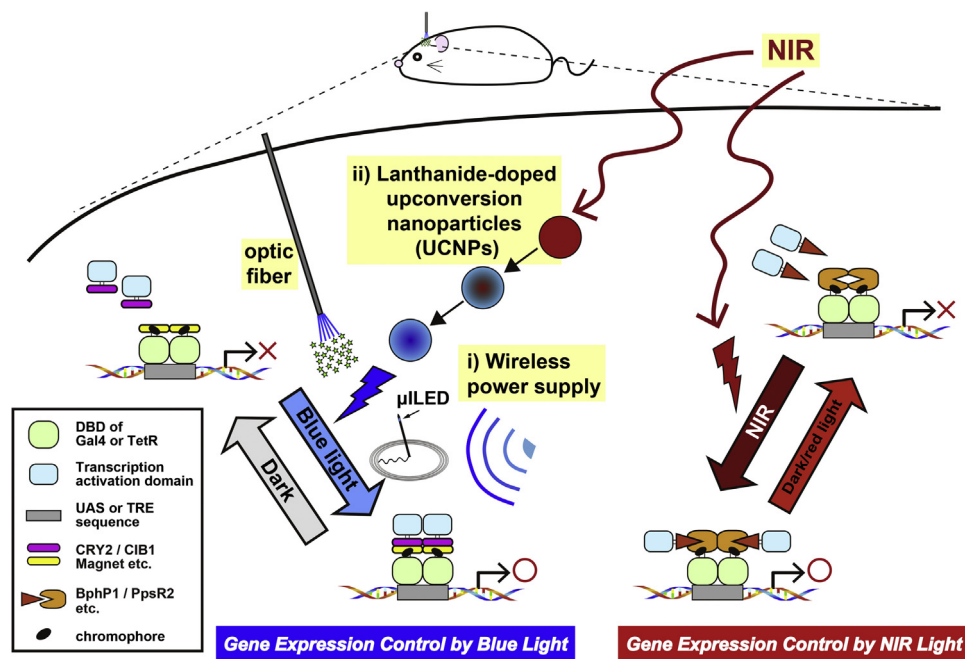 NIR
ii) Lanthanide-doped
upconversion
nanoparticles
(UCNPs)
optic
fiber
i) Wireless
power supply
μILED
Blue light
Dark
NIR
Dark/red light
DBD of
Gal4 or TetR
Transcription
activation domain
UAS or TRE
sequence
CRY2 / CIB1
Magnet etc.
BphP1 / PpsR2
etc.
chromophore
Gene Expression Control by Blue Light
Gene Expression Control by NIR Light